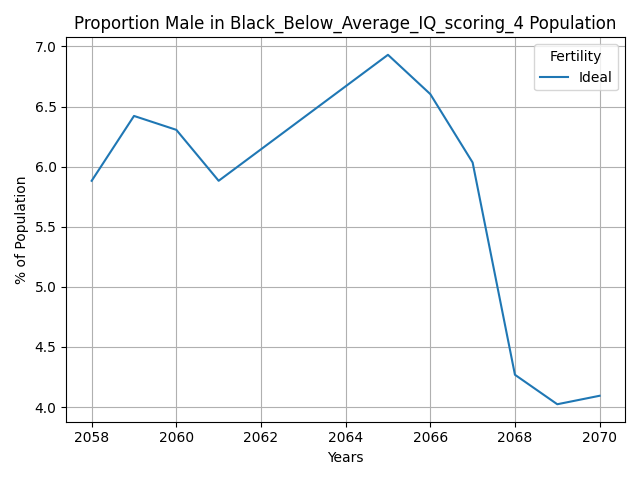 Proportion Male in Black_Below_Average_IQ_scoring_4 Population
Fertility
Ideal
7.0
6.5
6.0
5.5
5.0
4.5
4.0
% of Population
2058
2060
2062
2064
2066
2068
2070
Years